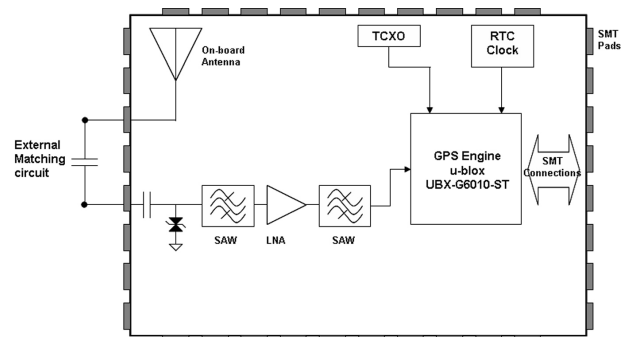 On-board
Antenna
TCXO
RTC
Clock
SMT
Pads
External
Matching
circuit
GPS Engine
u-blox
UBX-G6010-ST
SMT
Connections
SAW
LNA
SAW